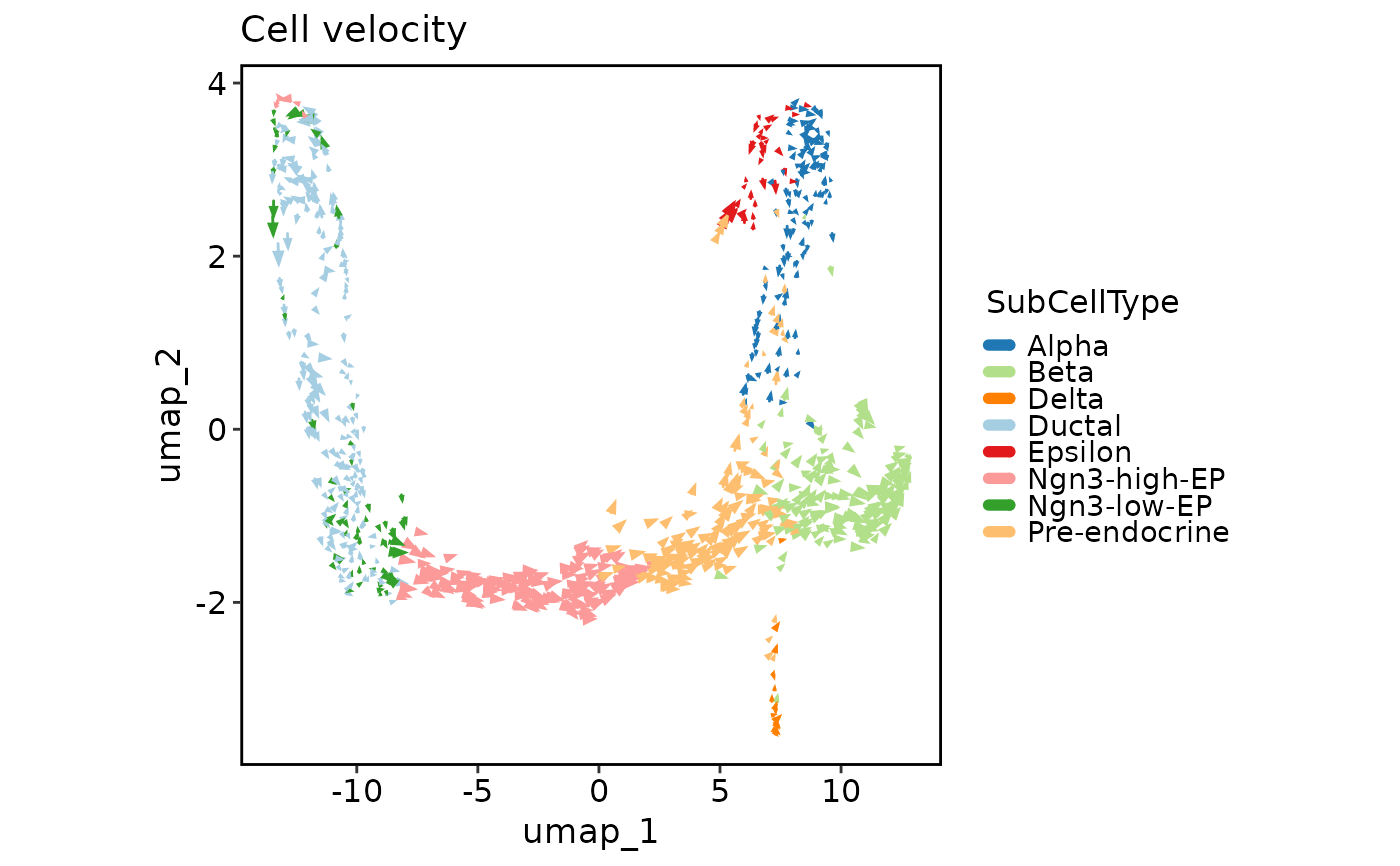 Cell velocity
4
2
0
-2
umap_2
-10 -5 0 5 10
umap_1
SubCellType
Alpha
Beta
Delta
Ductal
Epsilon
Ngn3-high-EP
Ngn3-low-EP
Pre-endocrine